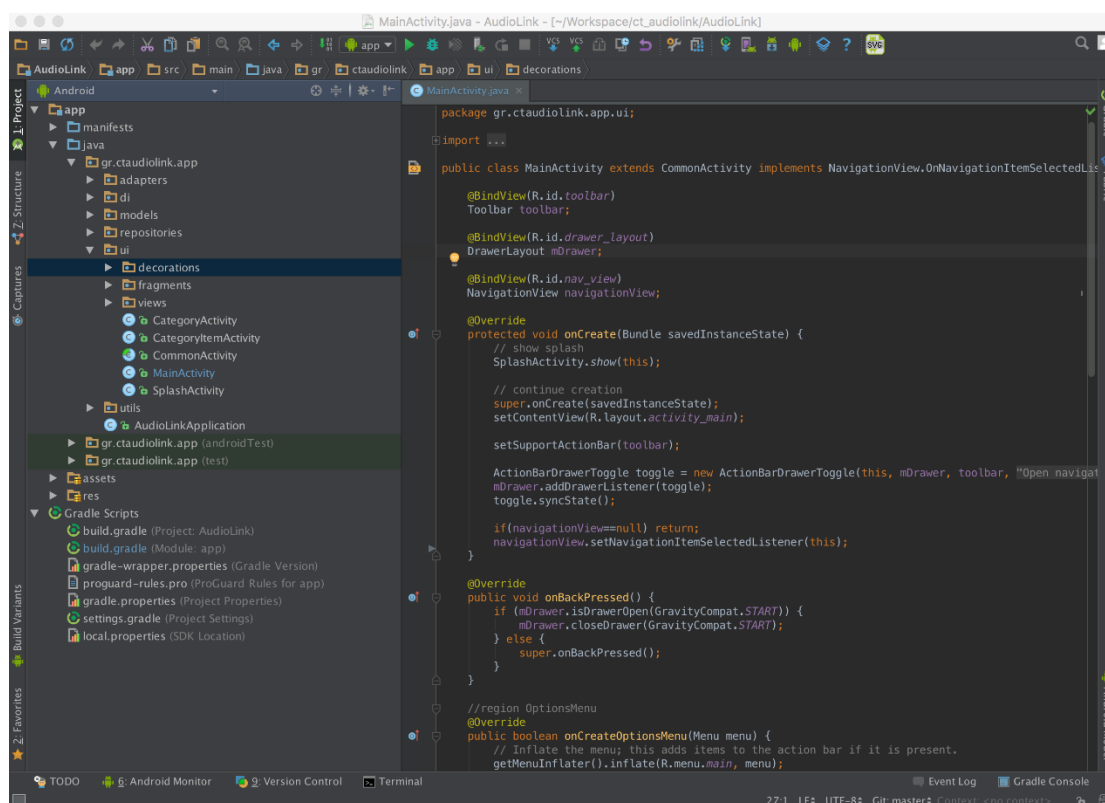 MainActivity.java - AudioLink - [~/Workspace/ct_audiolink/AudioLink]
app
VCS
VCS
?
SVG
AudioLink
app
src
main
java
gr
ctaudiolink
app
ui
decorations
Android
MainActivity.java
1: Project
Z: Structure
Captures
Build Variants
2: Favorites
app
manifests
java
gr.ctaudiolink.app
adapters
di
models
repositories
ui
decorations
fragments
views
CategoryActivity
CategoryItemActivity
CommonActivity
MainActivity
SplashActivity
utils
AudioLinkApplication
gr.ctaudiolink.app (androidTest)
gr.ctaudiolink.app (test)
assets
res
Gradle Scripts
build.gradle (Project: AudioLink)
build.gradle (Module: app)
gradle-wrapper.properties (Gradle Version)
proguard-rules.pro (ProGuard Rules for app)
gradle.properties (Project Properties)
settings.gradle (Project Settings)
local.properties (SDK Location)
package gr.ctaudiolink.app.ui;
import ...
public class MainActivity extends CommonActivity implements NavigationView.OnNavigationItemSelectedLis
@BindView(R.id.toolbar)
Toolbar toolbar;
@BindView(R.id.drawer_layout)
DrawerLayout mDrawer;
@BindView(R.id.nav_view)
NavigationView navigationView;
@Override
protected void onCreate(Bundle savedInstanceState) {
// show splash
SplashActivity.show(this);
// continue creation
super.onCreate(savedInstanceState);
setContentView(R.layout.activity_main);
setSupportActionBar(toolbar);
ActionBarDrawerToggle toggle = new ActionBarDrawerToggle(this, mDrawer, toolbar, "Open navigat
mDrawer.addDrawerListener(toggle);
toggle.syncState();
if(navigationView==null) return;
navigationView.setNavigationItemSelectedListener(this);
}
@Override
public void onBackPressed() {
if (mDrawer.isDrawerOpen(GravityCompat.START)) {
mDrawer.closeDrawer(GravityCompat.START);
} else {
super.onBackPressed();
}
}
//region OptionsMenu
@Override
public boolean onCreateOptionsMenu(Menu menu) {
// Inflate the menu; this adds items to the action bar if it is present.
getMenuInflater().inflate(R.menu.main, menu);
TODO
6: Android Monitor
9: Version Control
Terminal
Event Log
Gradle Console
27:1 LF UTF-8 Git: master Context: <no context>